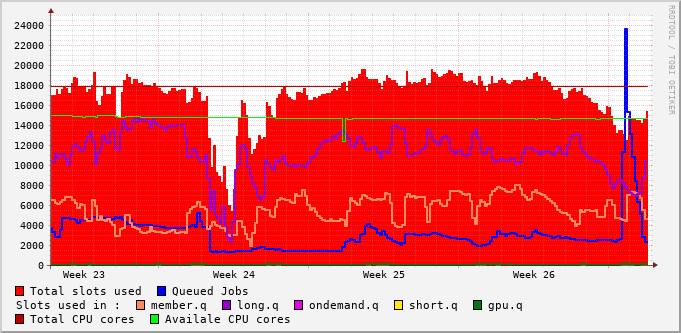 RRDTOOL / TOBI OETIKER
24000
22000
20000
18000
16000
14000
12000
10000
8000
6000
4000
2000
0
Week 23 Week 24 Week 25 Week 26
Total slots used Queued Jobs
Slots used in : member.q long.q ondemand.q short.q gpu.q
Total CPU cores Availale CPU cores